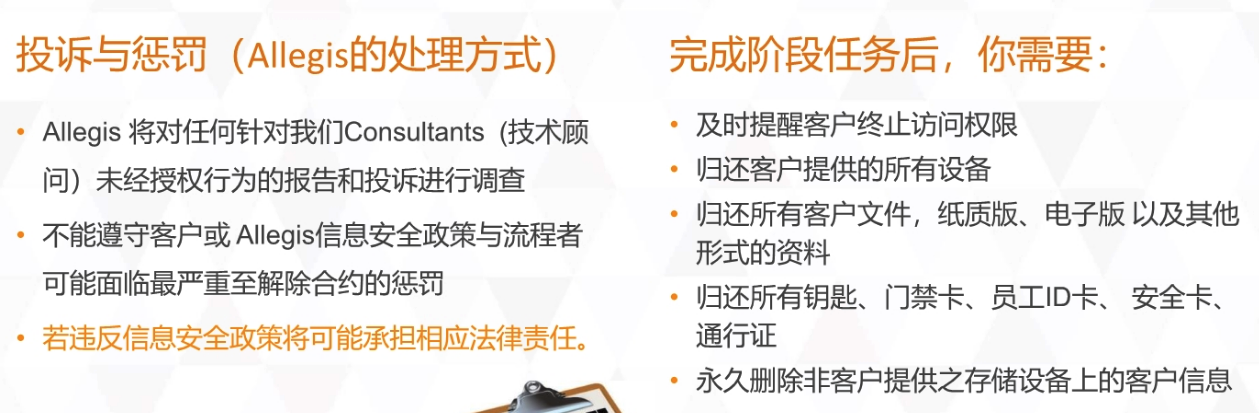 投诉与惩罚（Allegis的处理方式）
• Allegis 将对任何针对我们Consultants（技术顾
问）未经授权行为的报告和投诉进行调查
• 不能遵守客户或 Allegis信息安全政策与流程者
可能面临最严重至解除合约的惩罚
• 若违反信息安全政策将可能承担相应法律责任。
完成阶段任务后，你需要：
• 及时提醒客户终止访问权限
• 归还客户提供的所有设备
• 归还所有客户文件，纸质版、电子版 以及其他
形式的资料
• 归还所有钥匙、门禁卡、员工ID卡、 安全卡、
通行证
• 永久删除非客户提供之存储设备上的客户信息